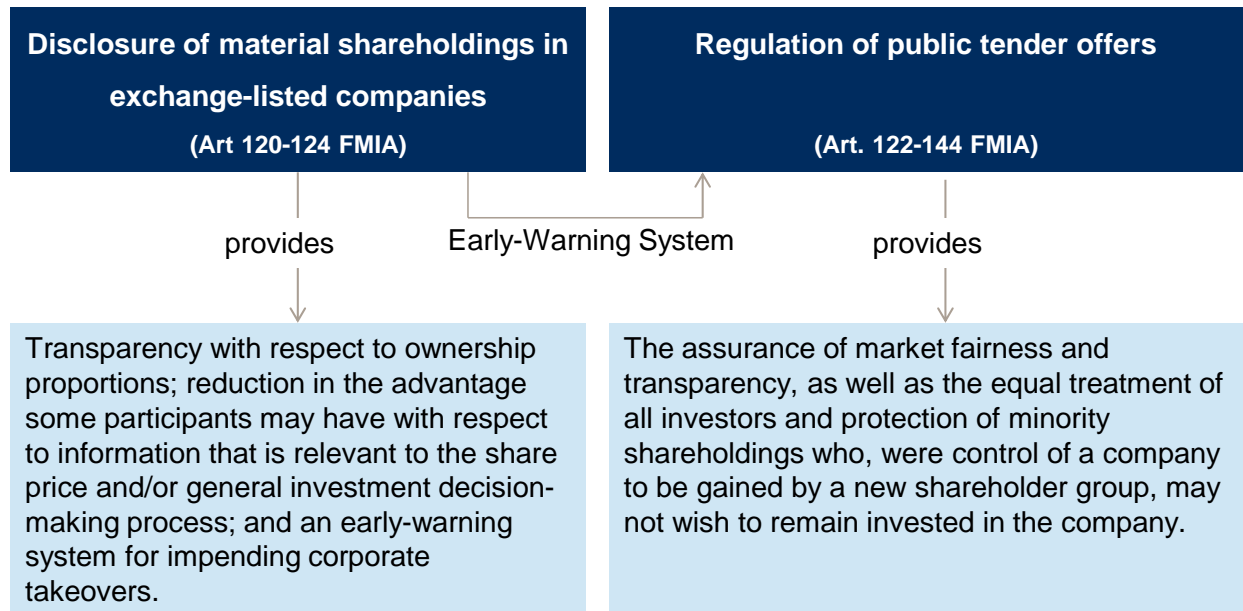 Disclosure of material shareholdings in
exchange-listed companies
(Art 120-124 FMIA)
Regulation of public tender offers
(Art. 122-144 FMIA)
provides
Early-Warning System
provides
Transparency with respect to ownership
proportions; reduction in the advantage
some participants may have with respect
to information that is relevant to the share
price and/or general investment decision-
making process; and an early-warning
system for impending corporate
takeovers.
The assurance of market fairness and
transparency, as well as the equal treatment of
all investors and protection of minority
shareholdings who, were control of a company
to be gained by a new shareholder group, may
not wish to remain invested in the company.